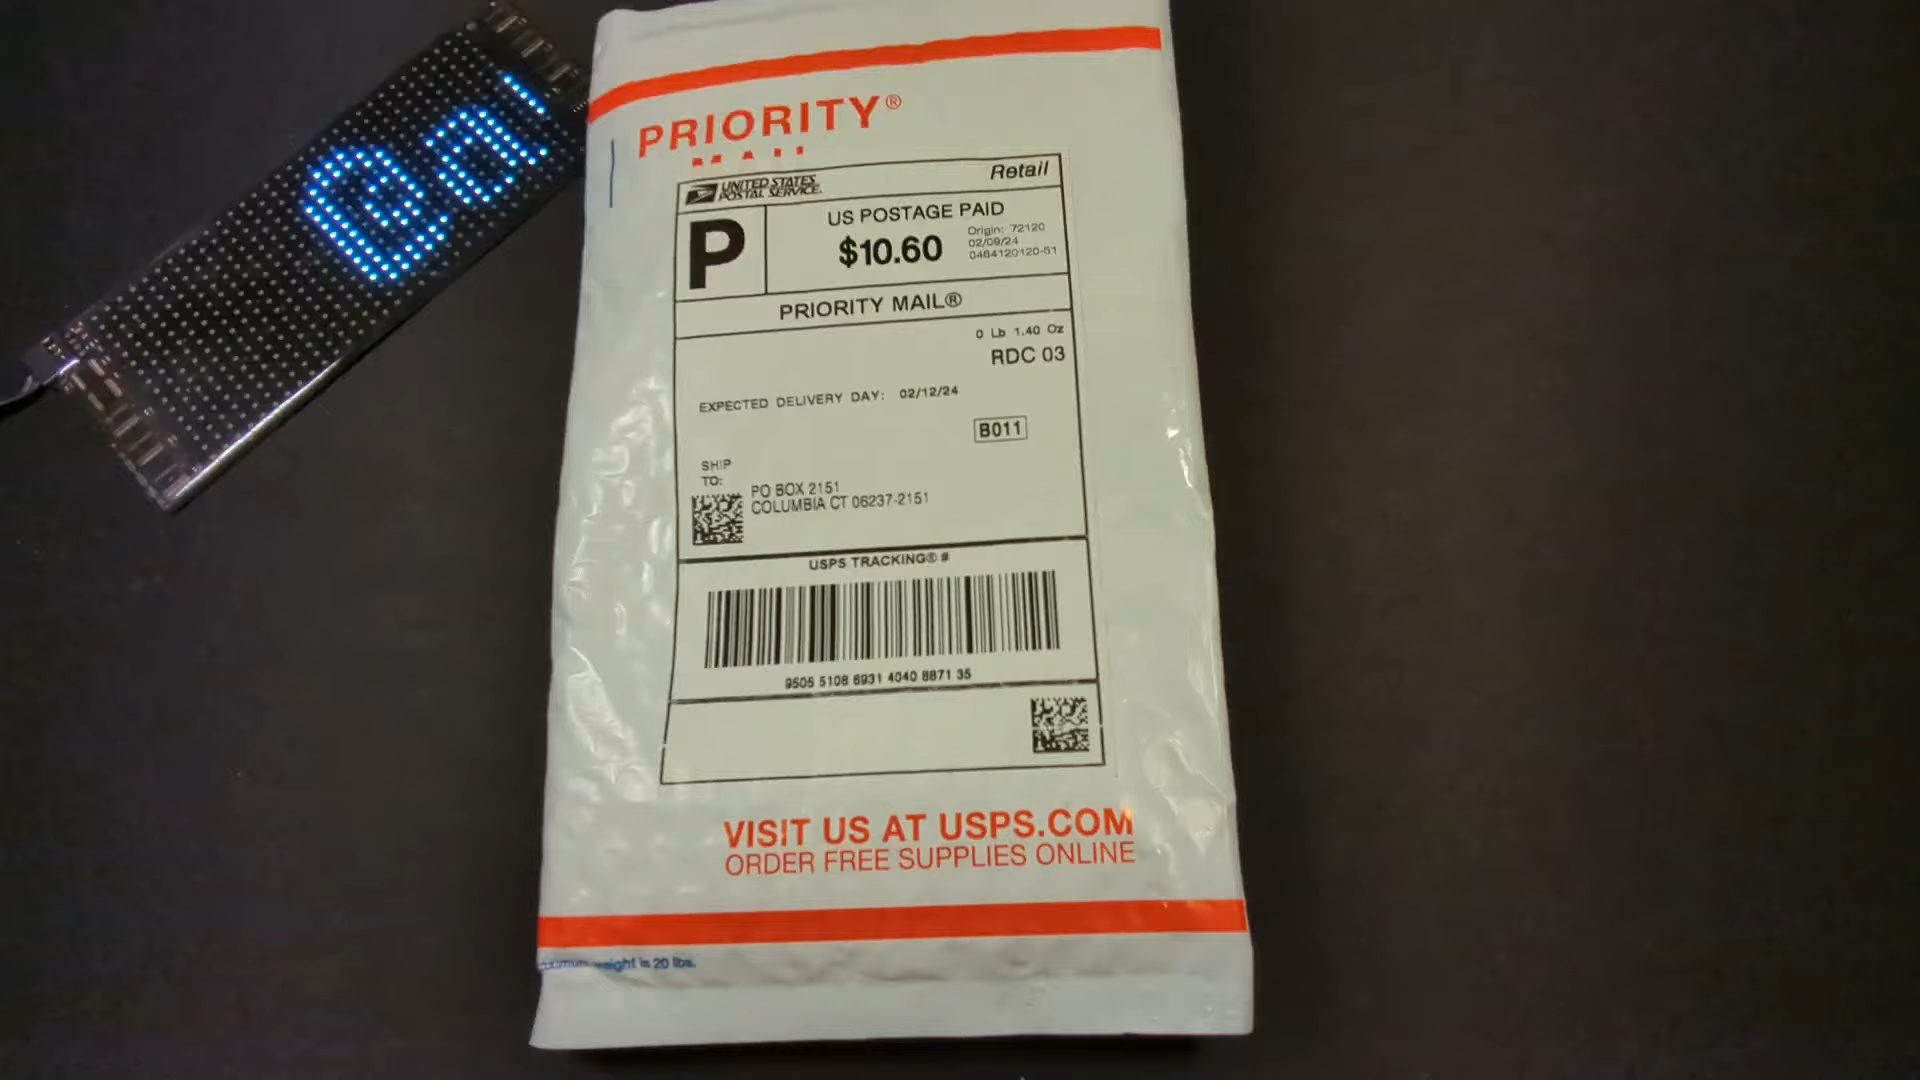 PRIORITY®
MAIL
UNITED STATES
POSTAL SERVICE.
Retail
P
US POSTAGE PAID
$10.60
Origin: 72120
02/09/24
0464120120-61
PRIORITY MAIL®
0 Lb 1.40 Oz
RDC 03
EXPECTED DELIVERY DAY: 02/12/24
B011
SHIP
TO:
PO BOX 2151
COLUMBIA CT 06237-2151
USPS TRACKING® #
9505 5108 6931 4040 8871 35
VISIT US AT USPS.COM
ORDER FREE SUPPLIES ONLINE
weight is 20 lbs.